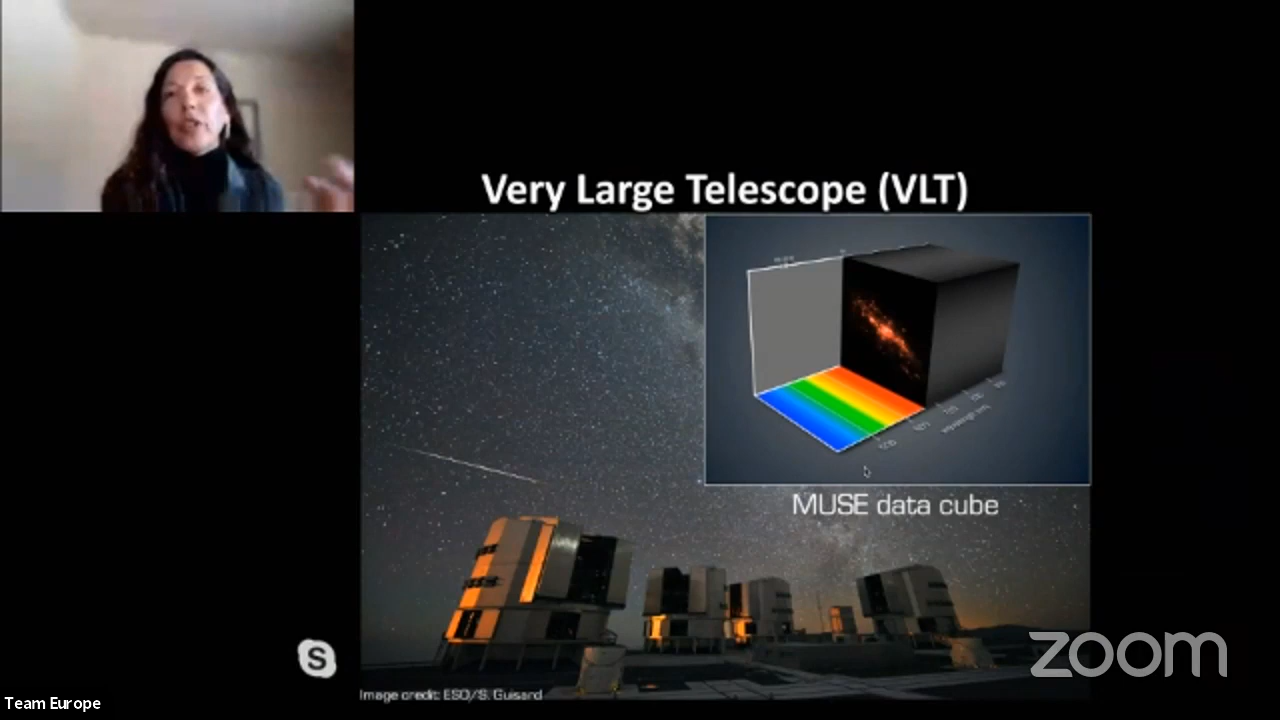 Very Large Telescope (VLT)
MUSE data cube
S
zoom
Image credit: ESO/S. Guisard
Team Europe